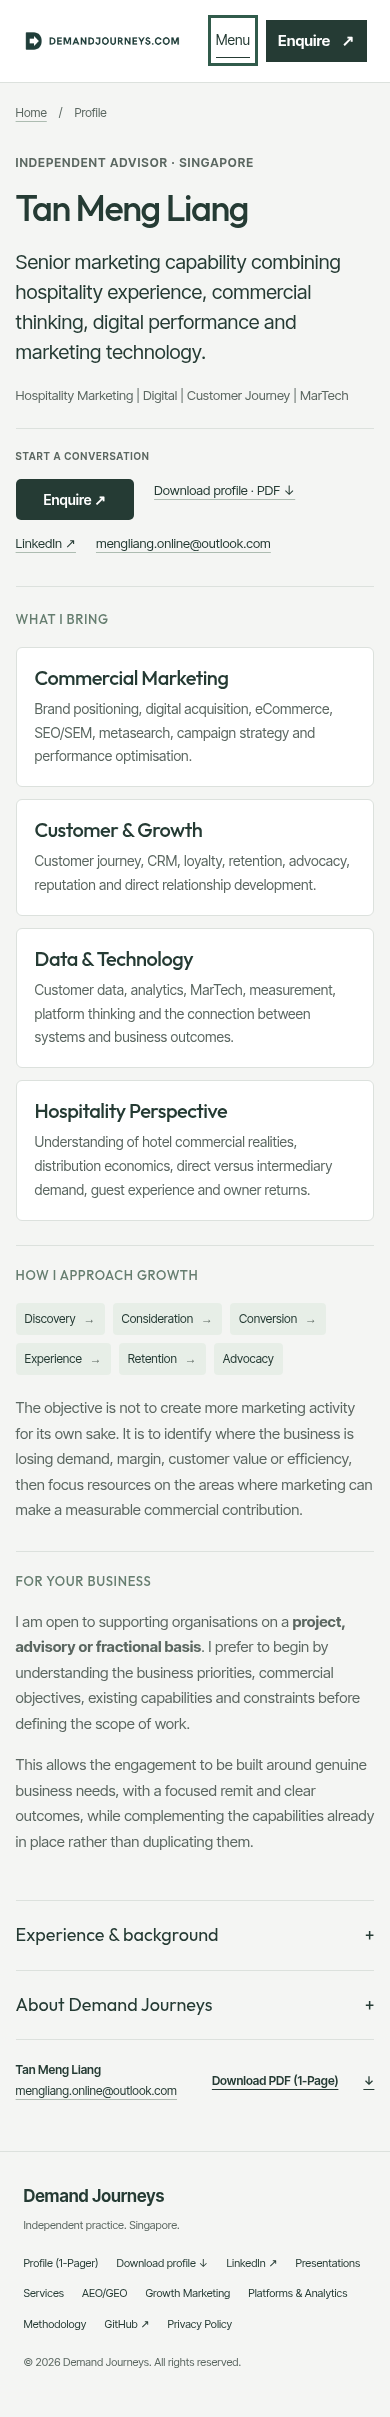 DEMANDJOURNEYS.COM
Menu
Enquire ↗
Home / Profile
INDEPENDENT ADVISOR · SINGAPORE
Tan Meng Liang
Senior marketing capability combining
hospitality experience, commercial
thinking, digital performance and
marketing technology.
Hospitality Marketing | Digital | Customer Journey | MarTech
START A CONVERSATION
Enquire ↗
Download profile · PDF ↓
LinkedIn ↗ mengliang.online@outlook.com
WHAT I BRING
Commercial Marketing
Brand positioning, digital acquisition, eCommerce,
SEO/SEM, metasearch, campaign strategy and
performance optimisation.
Customer & Growth
Customer journey, CRM, loyalty, retention, advocacy,
reputation and direct relationship development.
Data & Technology
Customer data, analytics, MarTech, measurement,
platform thinking and the connection between
systems and business outcomes.
Hospitality Perspective
Understanding of hotel commercial realities,
distribution economics, direct versus intermediary
demand, guest experience and owner returns.
HOW I APPROACH GROWTH
Discovery → Consideration → Conversion →
Experience → Retention → Advocacy
The objective is not to create more marketing activity
for its own sake. It is to identify where the business is
losing demand, margin, customer value or efficiency,
then focus resources on the areas where marketing can
make a measurable commercial contribution.
FOR YOUR BUSINESS
I am open to supporting organisations on a project,
advisory or fractional basis. I prefer to begin by
understanding the business priorities, commercial
objectives, existing capabilities and constraints before
defining the scope of work.
This allows the engagement to be built around genuine
business needs, with a focused remit and clear
outcomes, while complementing the capabilities already
in place rather than duplicating them.
Experience & background +
About Demand Journeys +
Tan Meng Liang
mengliang.online@outlook.com
Download PDF (1-Page) ↓
Demand Journeys
Independent practice. Singapore.
Profile (1-Pager) Download profile ↓ LinkedIn ↗ Presentations
Services AEO/GEO Growth Marketing Platforms & Analytics
Methodology GitHub ↗ Privacy Policy
© 2026 Demand Journeys. All rights reserved.